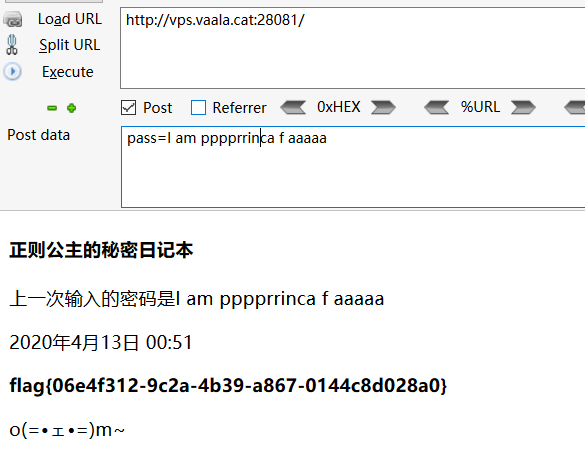 Load URL
http://vps.vaala.cat:28081/
Split URL
Execute
Post Referrer 0xHEX %URL
Post data
pass=I am pppprrinca f aaaaa
正则公主的秘密日记本
上一次输入的密码是I am pppprrinca f aaaaa
2020年4月13日 00:51
flag{06e4f312-9c2a-4b39-a867-0144c8d028a0}
o(=•ェ•=)m~